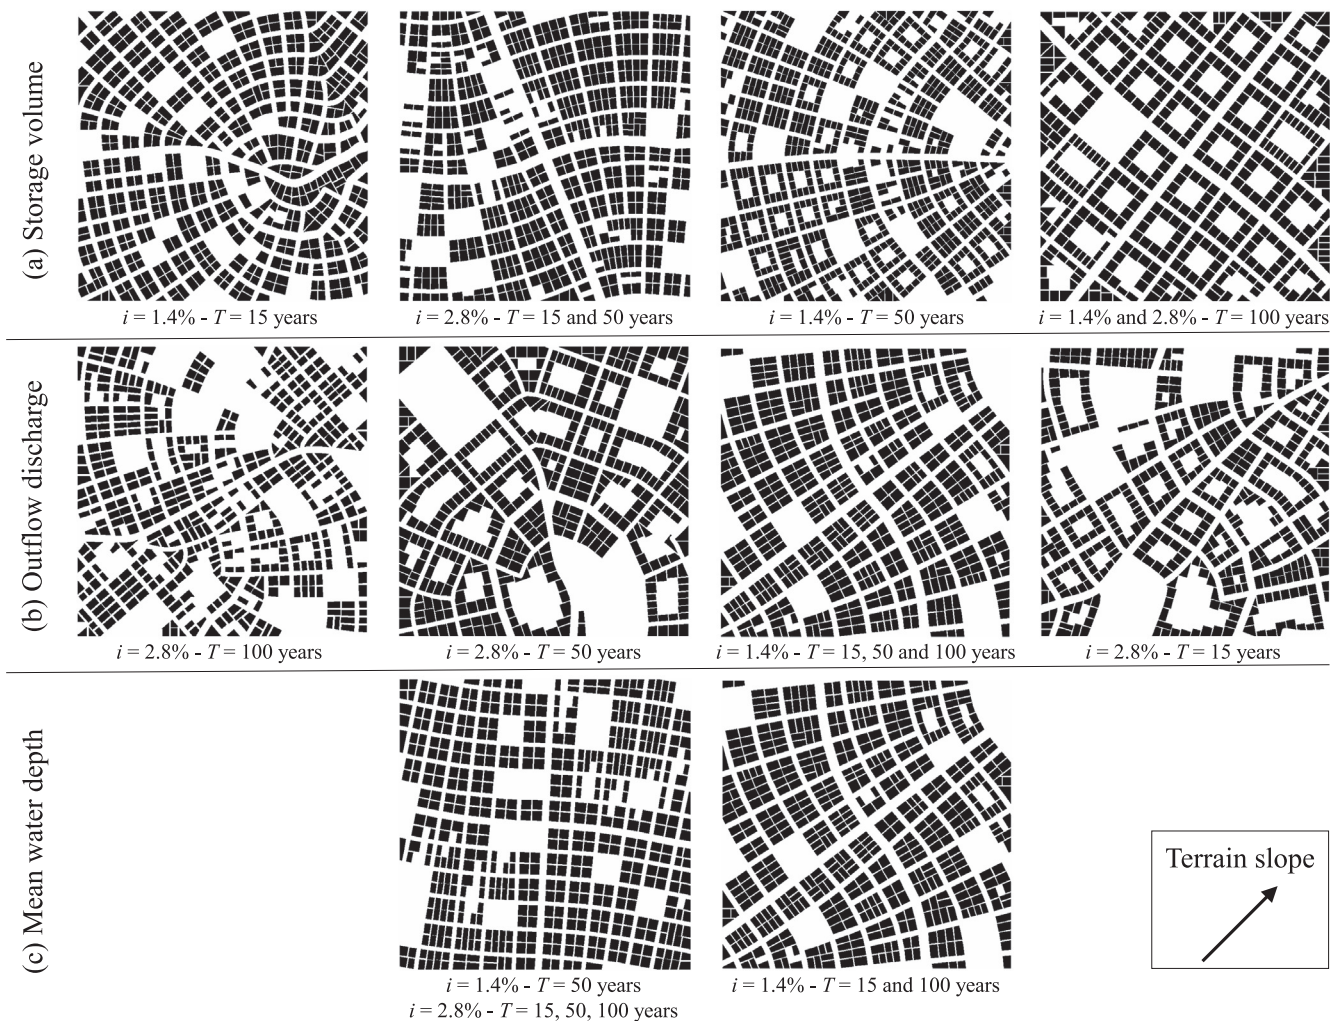 (a) Storage volume
i = 1.4% - T = 15 years
i = 2.8% - T = 15 and 50 years
i = 1.4% - T = 50 years
i = 1.4% and 2.8% - T = 100 years
(b) Outflow discharge
i = 2.8% - T = 100 years
i = 2.8% - T = 50 years
i = 1.4% - T = 15, 50 and 100 years
i = 2.8% - T = 15 years
(c) Mean water depth
i = 1.4% - T = 50 years
i = 2.8% - T = 15, 50, 100 years
i = 1.4% - T = 15 and 100 years
Terrain slope